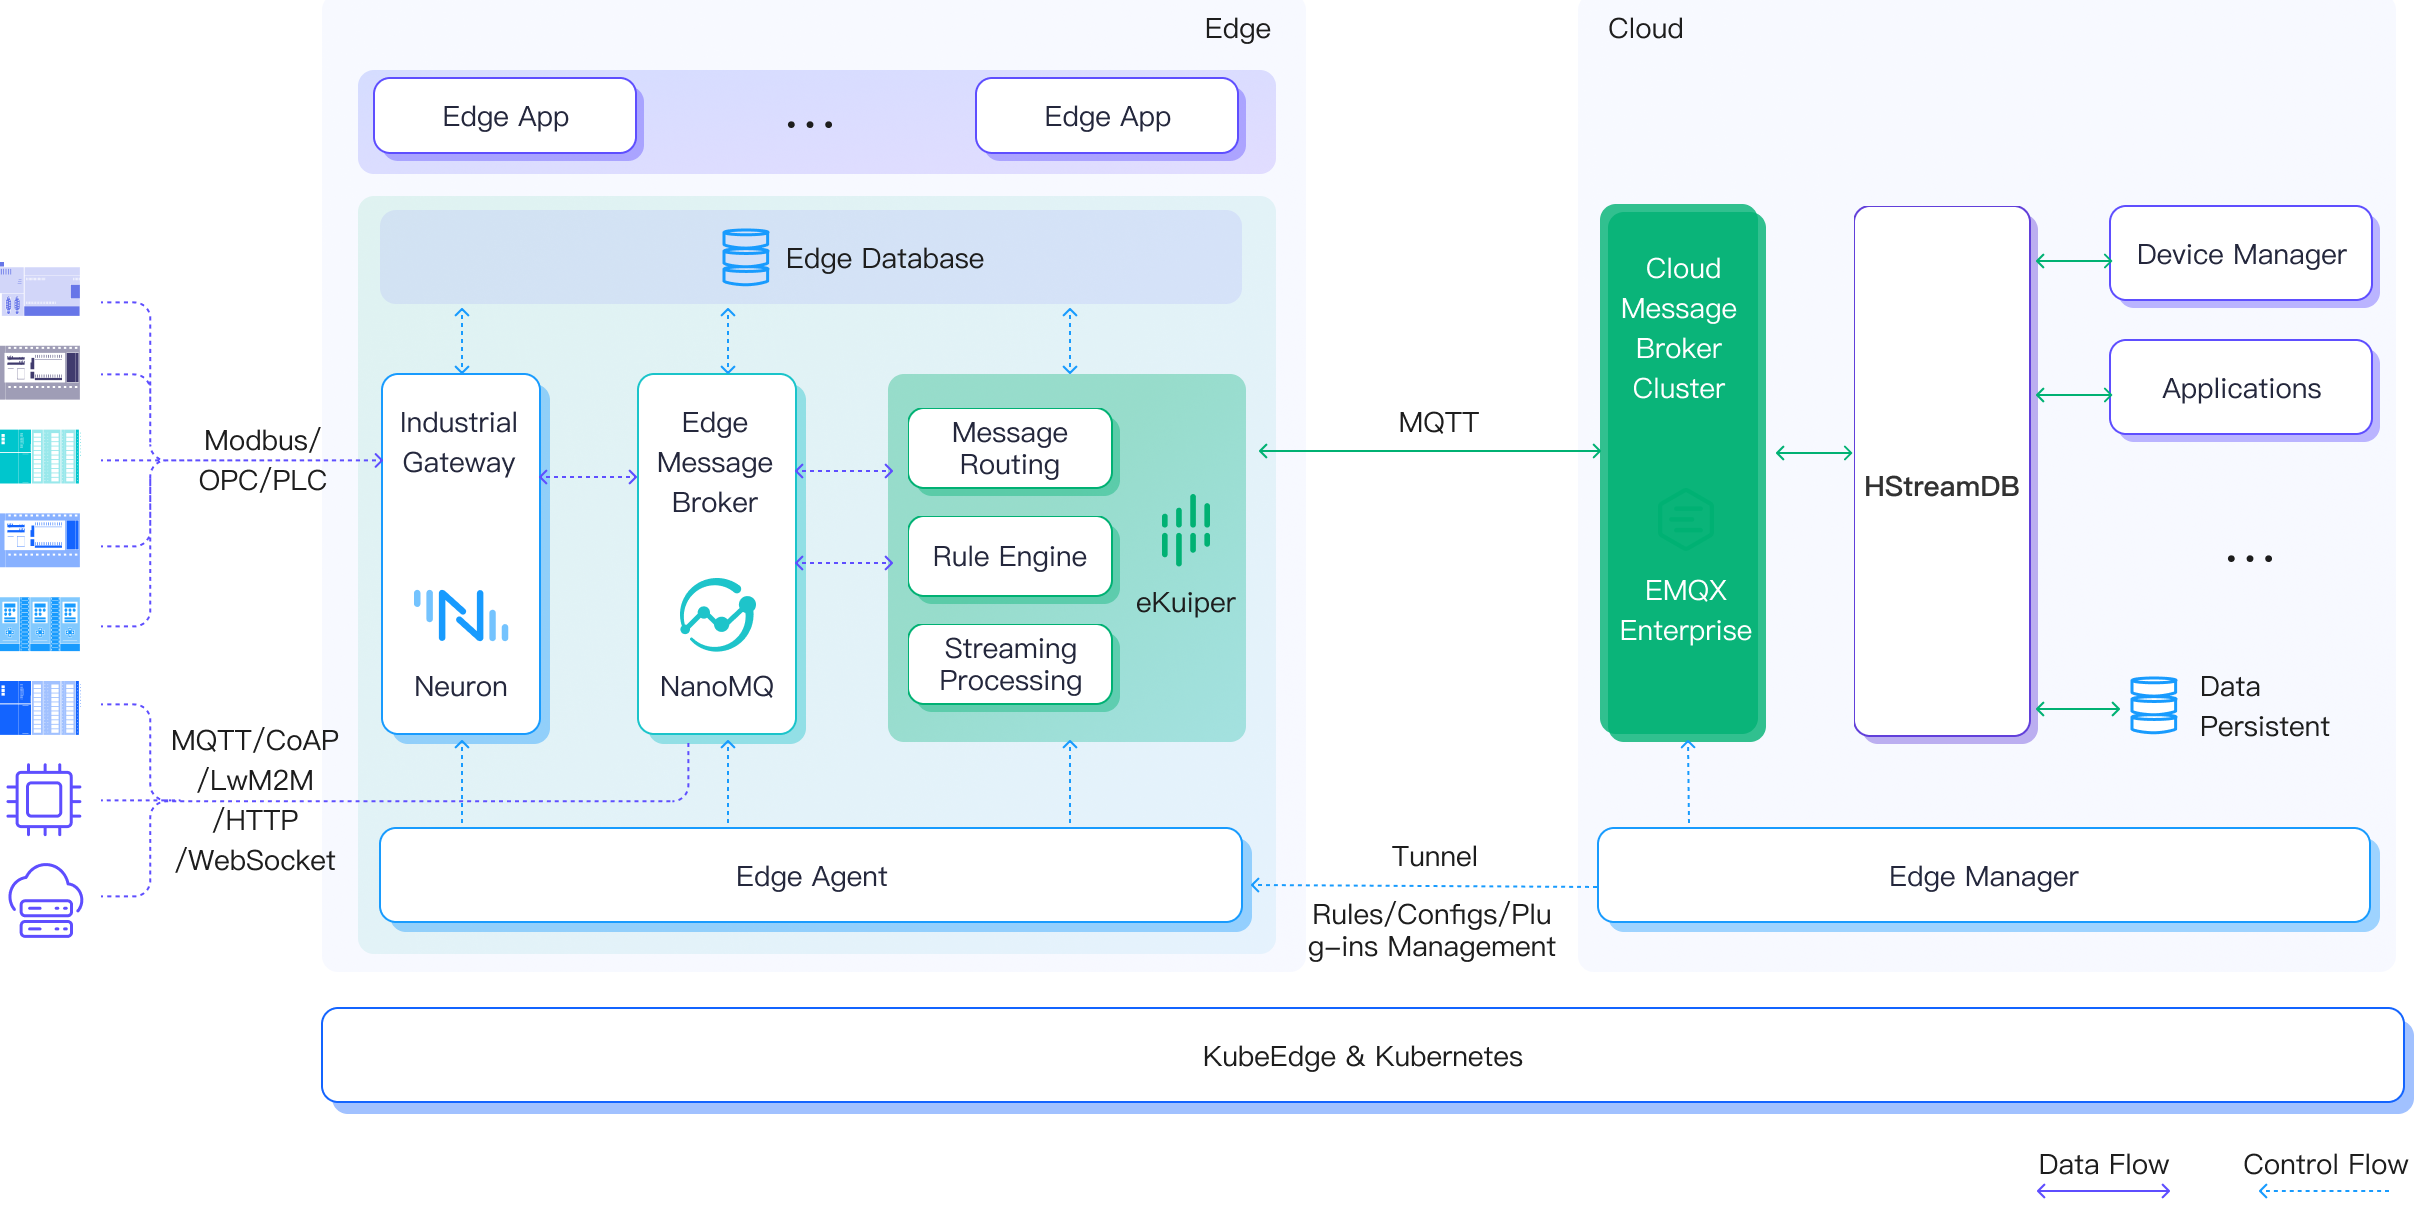 Edge
Cloud
Edge App
...
Edge App
Edge Database
Modbus/
OPC/PLC
Industrial
Gateway
Neuron
Edge
Message
Broker
NanoMQ
Message
Routing
Rule Engine
Streaming
Processing
eKuiper
MQTT
Cloud
Message
Broker
Cluster
EMQX
Enterprise
HStreamDB
Device Manager
Applications
...
Data
Persistent
MQTT/CoAP
/LwM2M
/HTTP
/WebSocket
Edge Agent
Tunnel
Rules/Configs/Plu
g-ins Management
Edge Manager
KubeEdge & Kubernetes
Data Flow
Control Flow